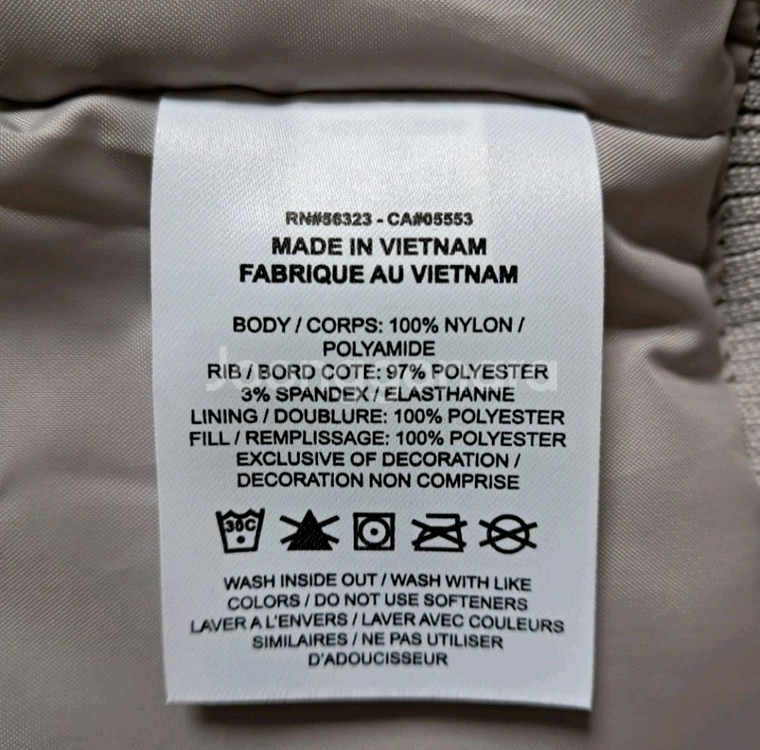 RN#56323 - CA#05553
MADE IN VIETNAM
FABRIQUE AU VIETNAM
BODY / CORPS: 100% NYLON /
POLYAMIDE
RIB / BORD COTE: 97% POLYESTER
3% SPANDEX / ELASTHANNE
LINING / DOUBLURE: 100% POLYESTER
FILL / REMPLISSAGE: 100% POLYESTER
EXCLUSIVE OF DECORATION /
DECORATION NON COMPRISE
30C
WASH INSIDE OUT / WASH WITH LIKE
COLORS / DO NOT USE SOFTENERS
LAVER A L'ENVERS / LAVER AVEC COULEURS
SIMILAIRES / NE PAS UTILISER
D'ADOUCISSEUR